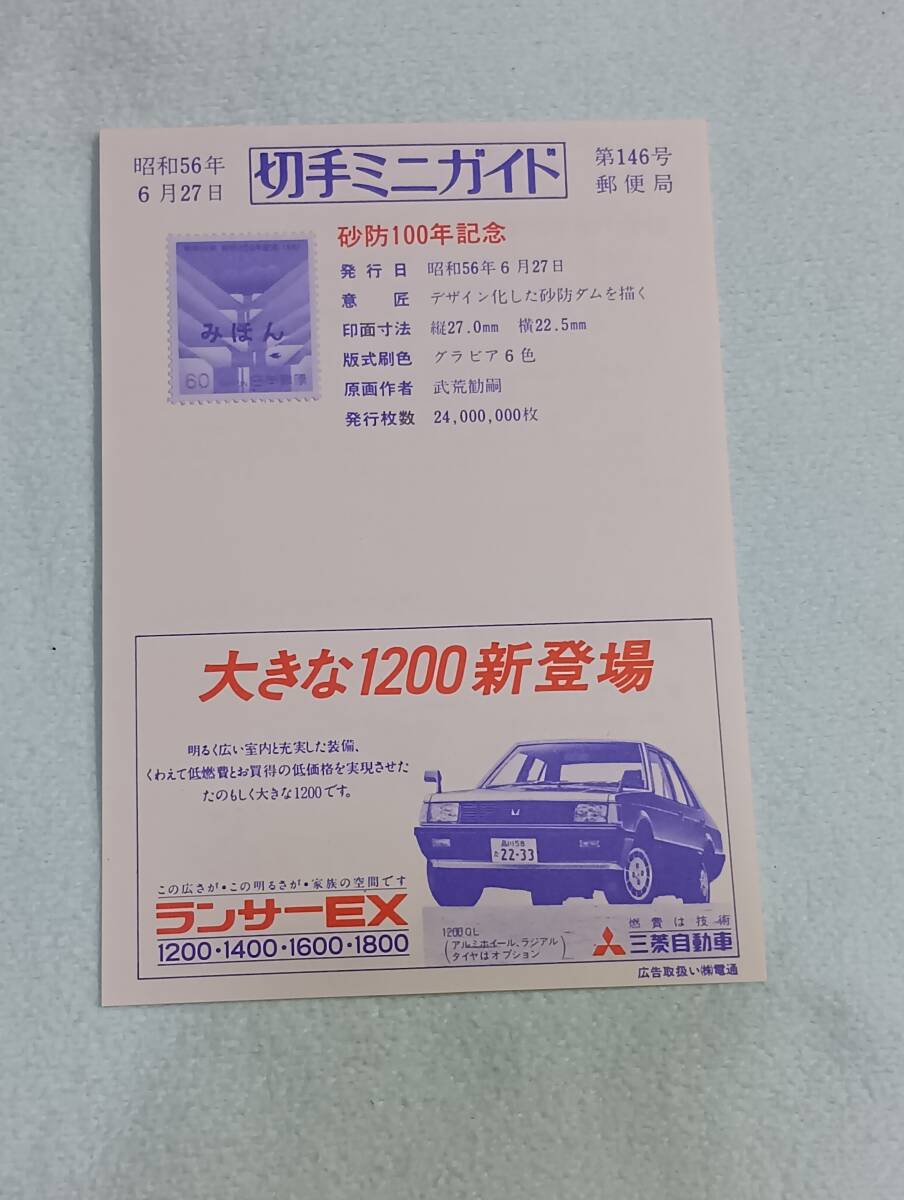 昭和56年
6月27日
切手ミニガイド
第146号
郵便局
みほん
60
砂防100年記念
発行日 昭和56年6月27日
意匠 デザイン化した砂防ダムを描く
印面寸法 縦27.0mm 横22.5mm
版式刷色 グラビア6色
原画作者 武荒勧嗣
発行枚数 24,000,000枚
大きな1200新登場
明るく広い室内と充実した装備、
くわえて低燃費とお買得の低価格を実現させた
たのもしく大きな1200です。
品川58
た 22-33
この広さが・この明るさが・家族の空間です
ランサーEX
1200・1400・1600・1800
1200GL
(アルミホイール、ラジアル
タイヤはオプション)
燃費は技術
三菱自動車
広告取扱い㈱電通